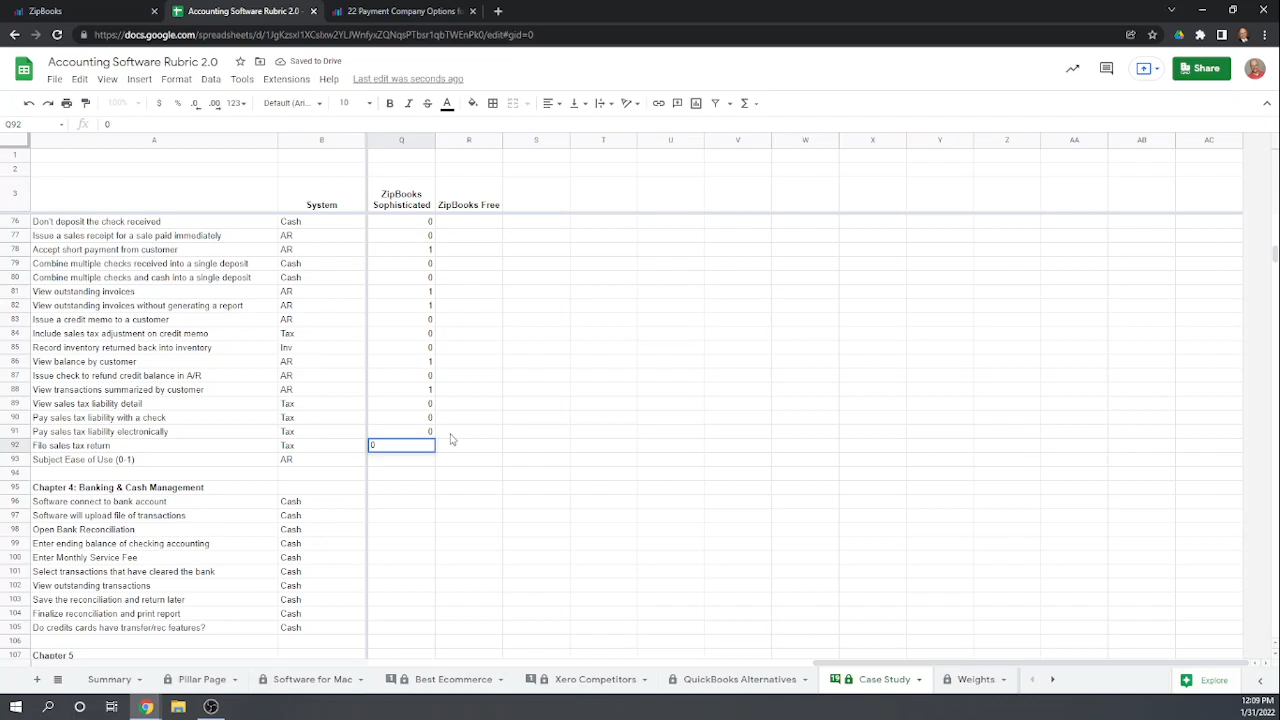 ZipBooks
Accounting Software Rubric 2.0 -
22 Payment Company Options fo
https://docs.google.com/spreadsheets/d/1JgKzsxl1XCslxw2YLJWnfyxZQNqsPTbsr1qbTWEnPk0/edit#gid=0
Accounting Software Rubric 2.0 Saved to Drive
File Edit View Insert Format Data Tools Extensions Help Last edit was seconds ago
Share
100% $ % .0 .00 123 Default (Ari... 10 B I S A
Q92 fx 0
A B Q R S T U V W X Y Z AA AB AC
1
2
3 System ZipBooks Sophisticated ZipBooks Free
76 Don't deposit the check received Cash 0
77 Issue a sales receipt for a sale paid immediately AR 0
78 Accept short payment from customer AR 1
79 Combine multiple checks received into a single deposit Cash 0
80 Combine multiple checks and cash into a single deposit Cash 0
81 View outstanding invoices AR 1
82 View outstanding invoices without generating a report AR 1
83 Issue a credit memo to a customer AR 0
84 Include sales tax adjustment on credit memo Tax 0
85 Record inventory returned back into inventory Inv 0
86 View balance by customer AR 1
87 Issue check to refund credit balance in A/R AR 0
88 View transactions summarized by customer AR 1
89 View sales tax liability detail Tax 0
90 Pay sales tax liability with a check Tax 0
91 Pay sales tax liability electronically Tax 0
92 File sales tax return Tax 0
93 Subject Ease of Use (0-1) AR
94
95 Chapter 4: Banking & Cash Management
96 Software connect to bank account Cash
97 Software will upload file of transactions Cash
98 Open Bank Reconciliation Cash
99 Enter ending balance of checking accounting Cash
100 Enter Monthly Service Fee Cash
101 Select transactions that have cleared the bank Cash
102 View outstanding transactions Cash
103 Save the reconciliation and return later Cash
104 Finalize reconciliation and print report Cash
105 Do credits cards have transfer/rec features? Cash
106
107 Chapter 5
Summary Pillar Page Software for Mac 1 Best Ecommerce 1 Xero Competitors QuickBooks Alternatives 19 Case Study Weights Explore
12:09 PM
1/31/2022